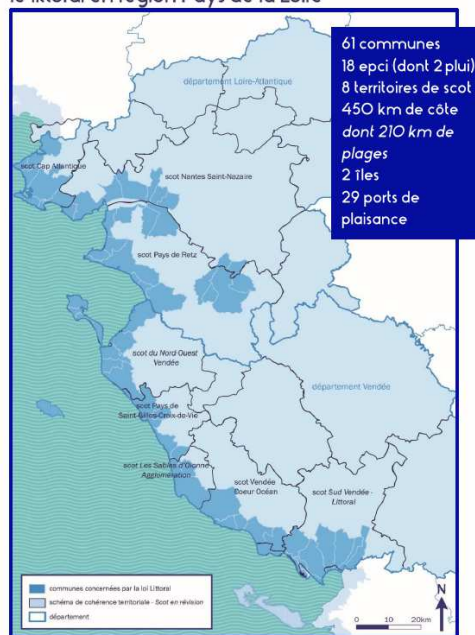 le littoral en région Pays de la Loire
61 communes
18 epci (dont 2 plui)
8 territoires de scot
450 km de côte
dont 210 km de
plages
2 îles
29 ports de
plaisance
département Loire-Atlantique
scot Cap Atlantique
scot Nantes Saint-Nazaire
scot Pays de Retz
scot du Nord-Ouest
Vendée
département Vendée
scot Pays de
Saint-Gilles-Croix-de-Vie
scot Les Sables d'Olonne
Agglomération
scot Vendée
Coeur Océan
scot Sud Vendée
Littoral
communes concernées par la loi Littoral
schéma de cohérence territoriale - Scot en révision
département
N
0 10 20km